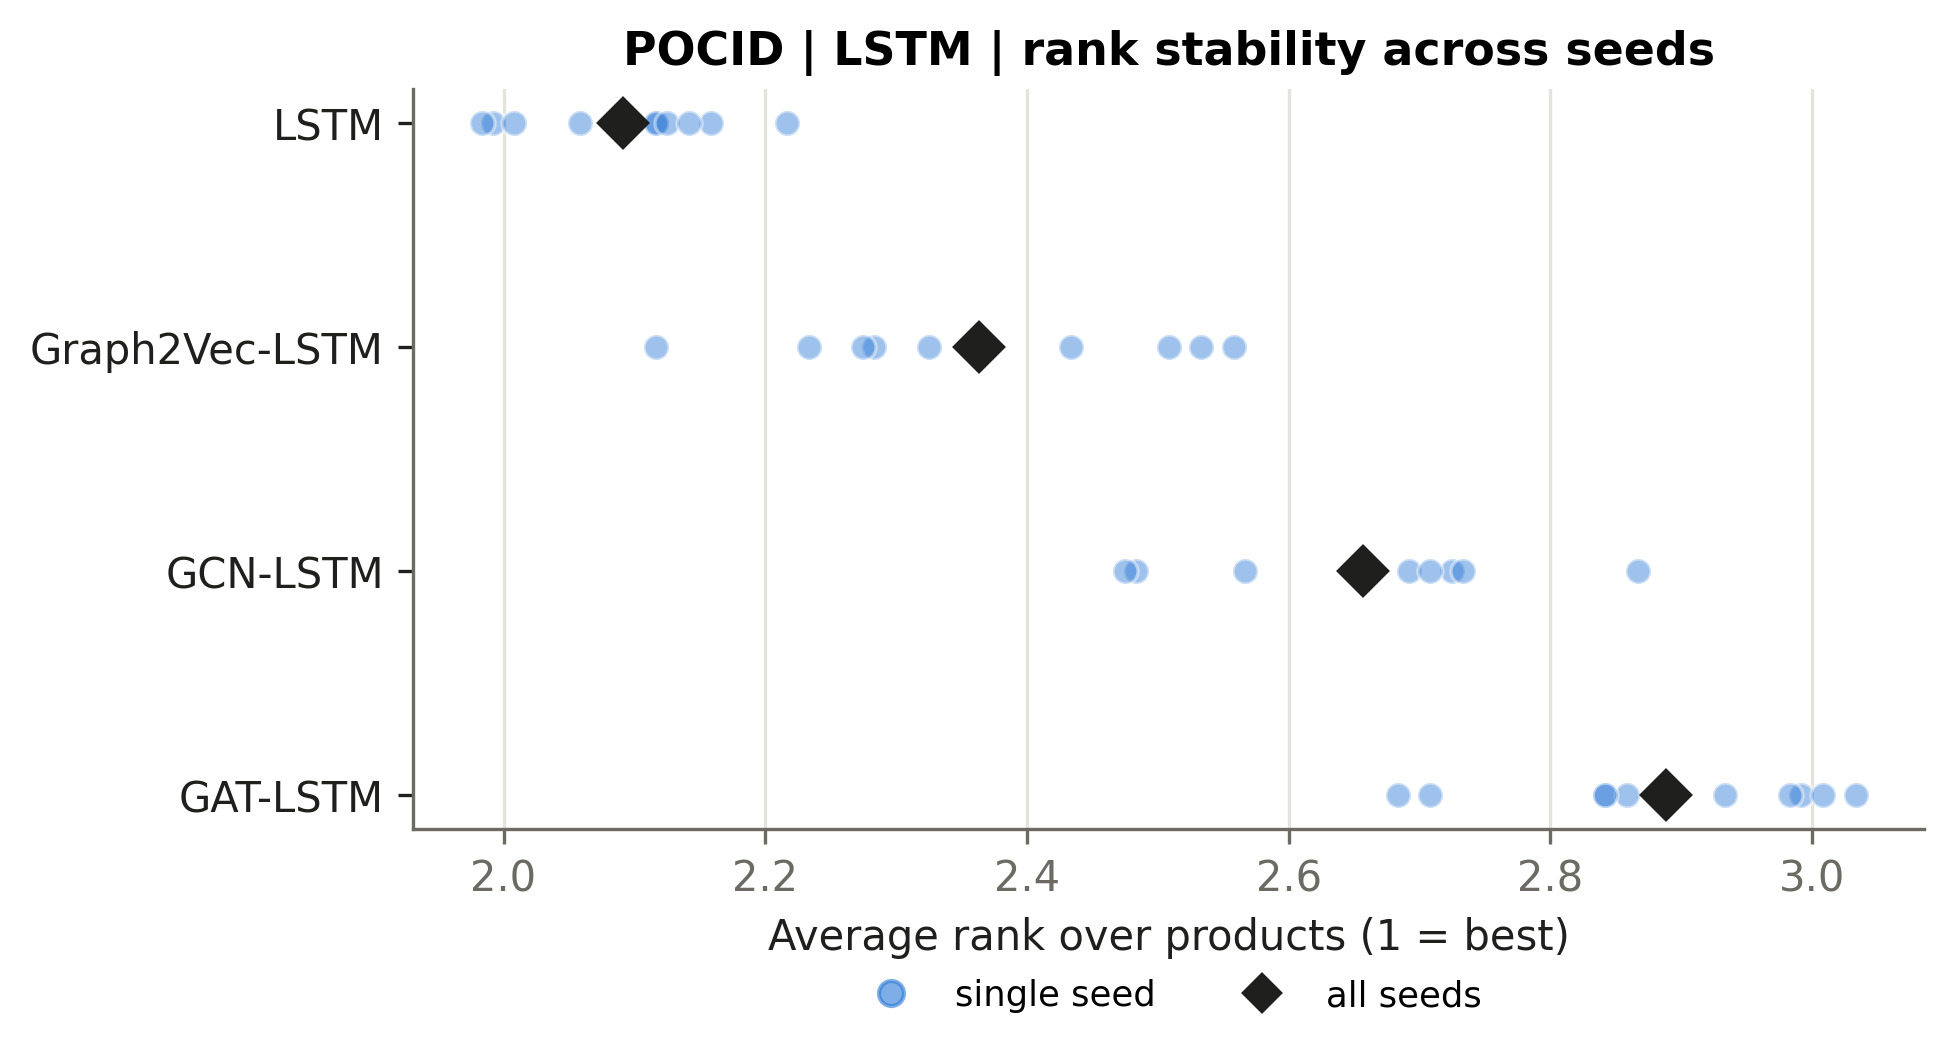 POCID | LSTM | rank stability across seeds
LSTM
Graph2Vec-LSTM
GCN-LSTM
GAT-LSTM
2.0 2.2 2.4 2.6 2.8 3.0
Average rank over products (1 = best)
single seed all seeds